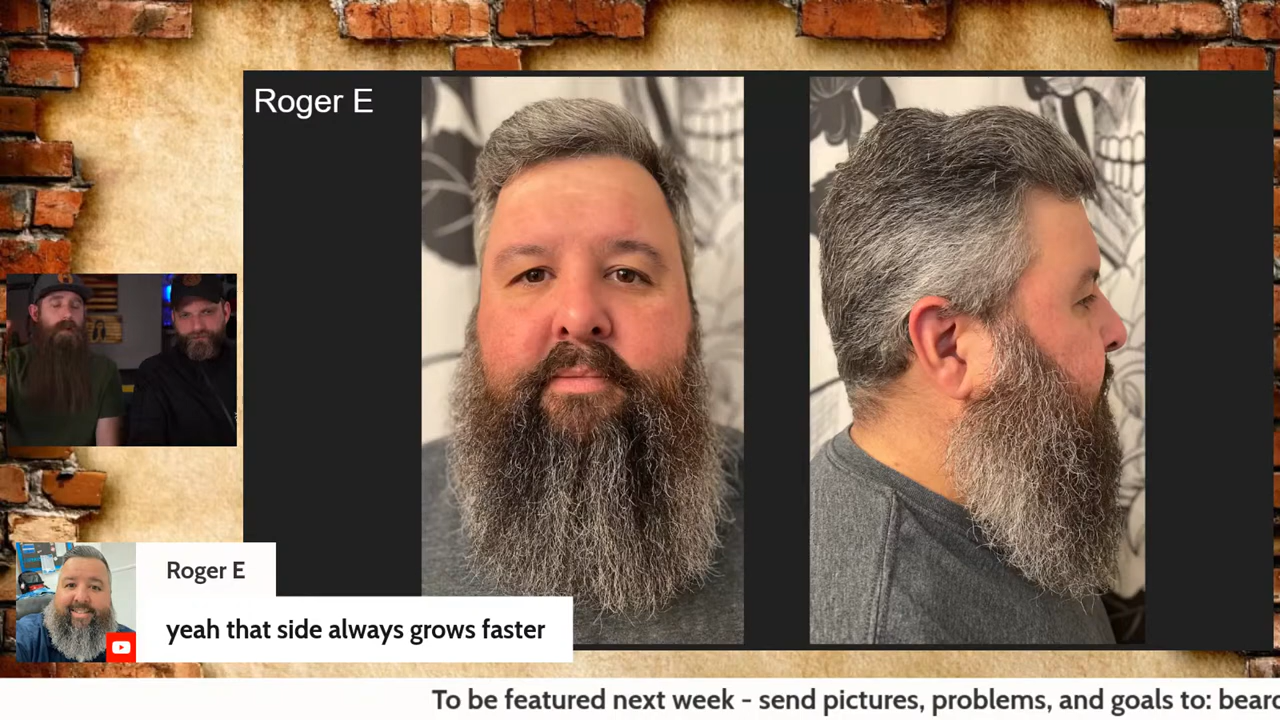 Roger E
Roger E
yeah that side always grows faster
To be featured next week - send pictures, problems, and goals to: